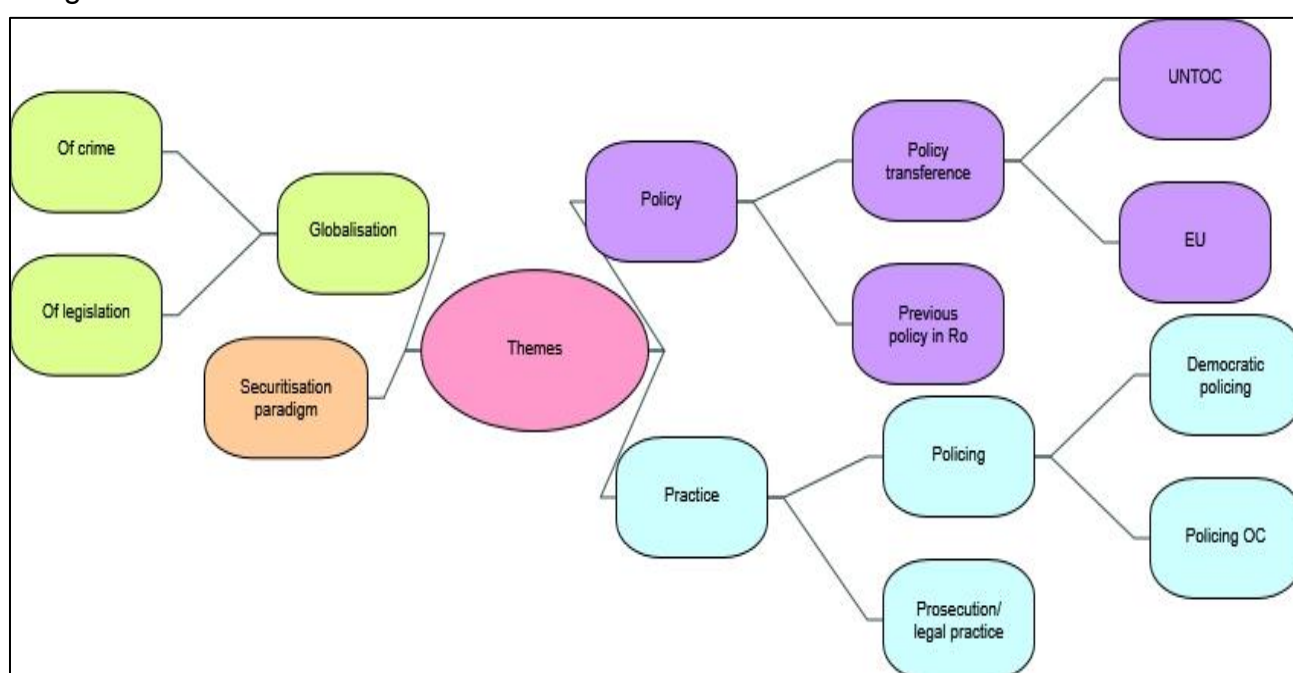 UNTOC
Of crime
Policy
transference
Policy
Globalisation
EU
Of legislation
Previous
policy in Ro
Themes
Securitisation
paradigm
Democratic
policing
Policing
Practice
Policing OC
Prosecution/
legal practice